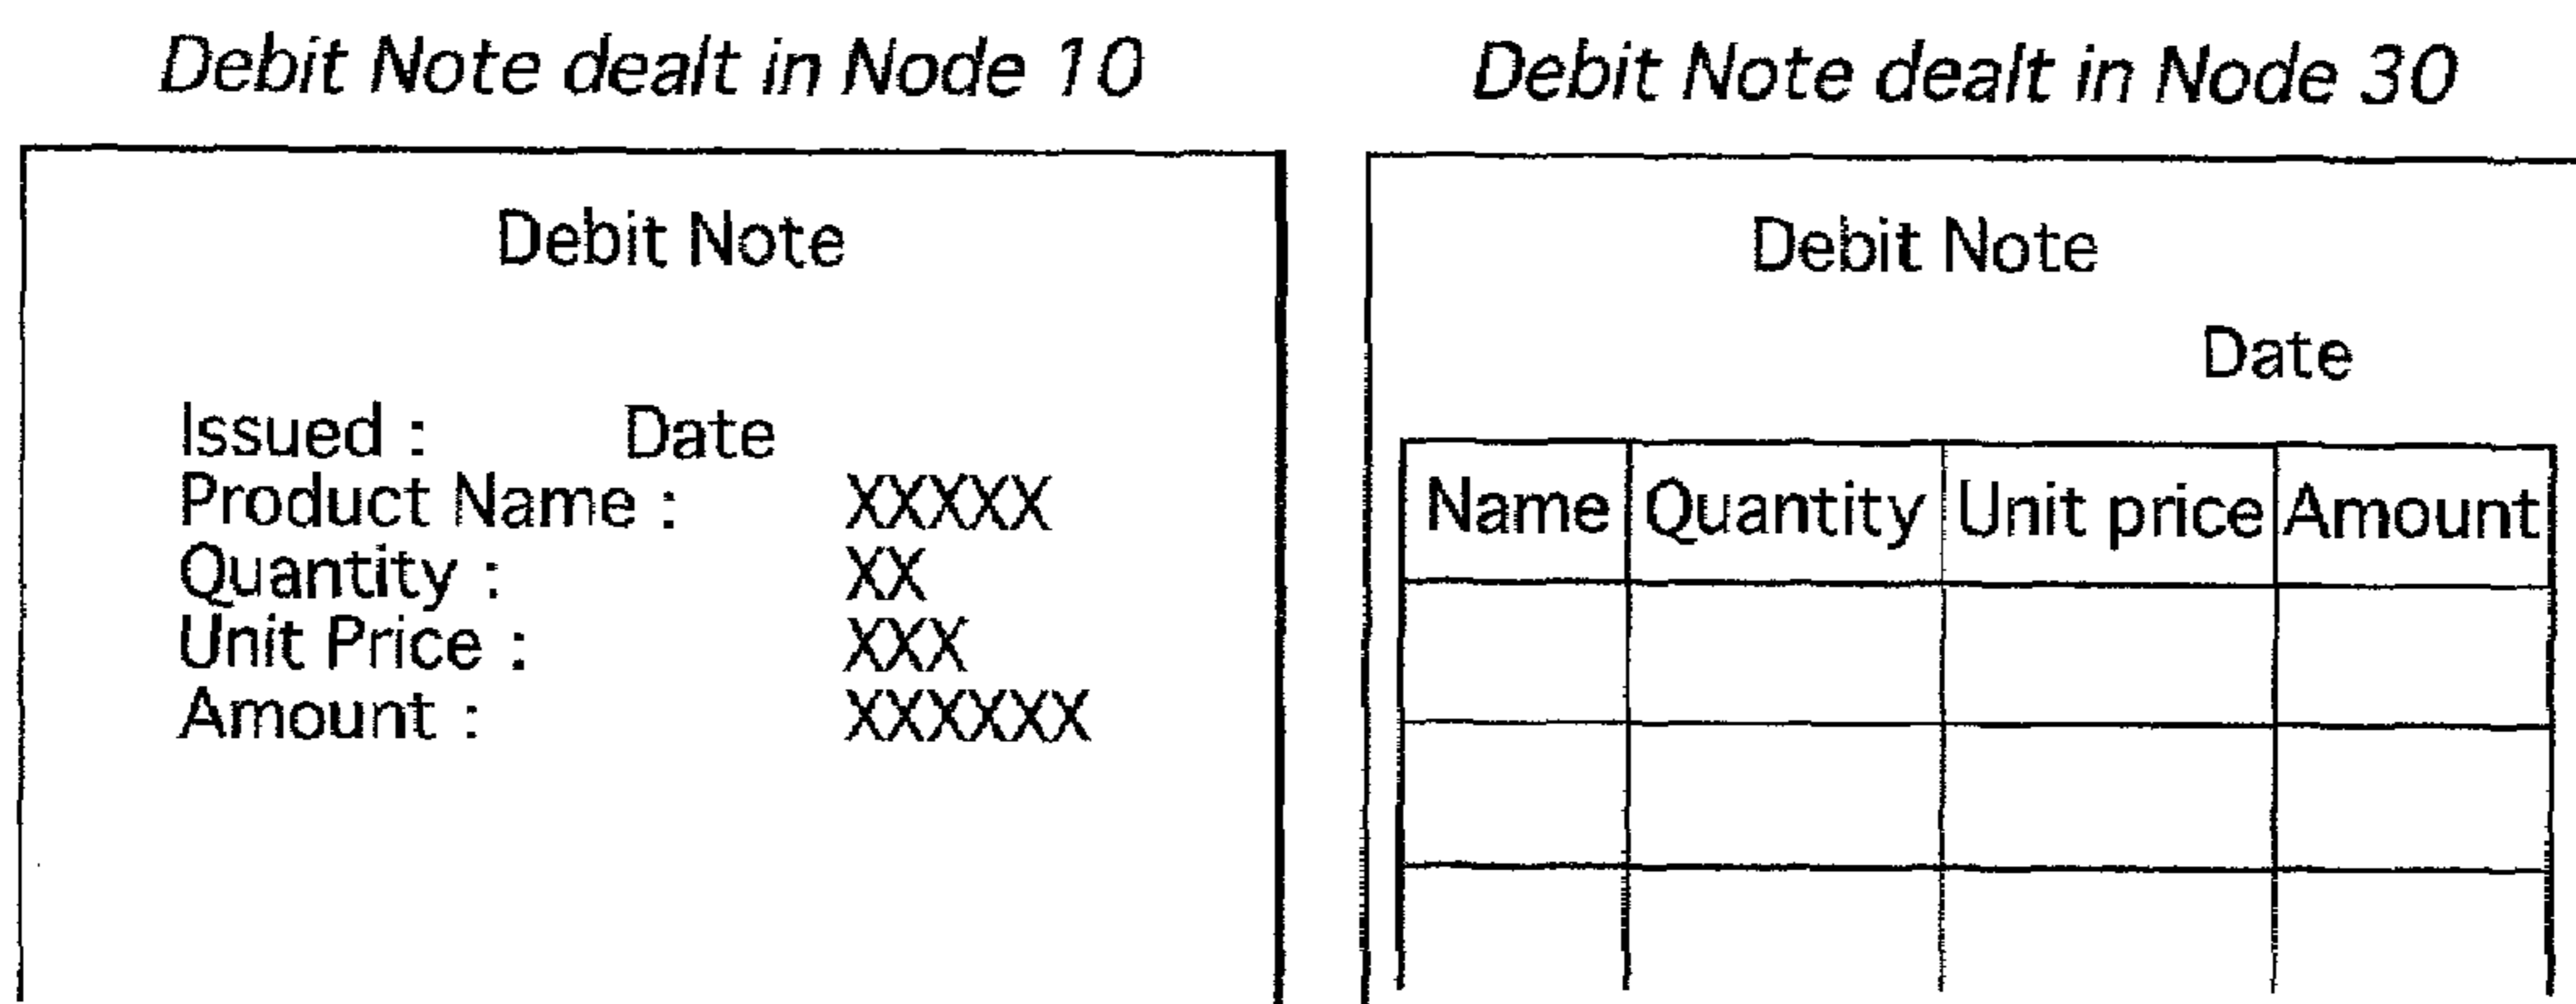 Debit Note dealt in Node 10
Debit Note
Issued : Date
Product Name : XXXXX
Quantity : XX
Unit Price : XXX
Amount : XXXXXX
Debit Note dealt in Node 30
Debit Note
Date
Name Quantity Unit price Amount